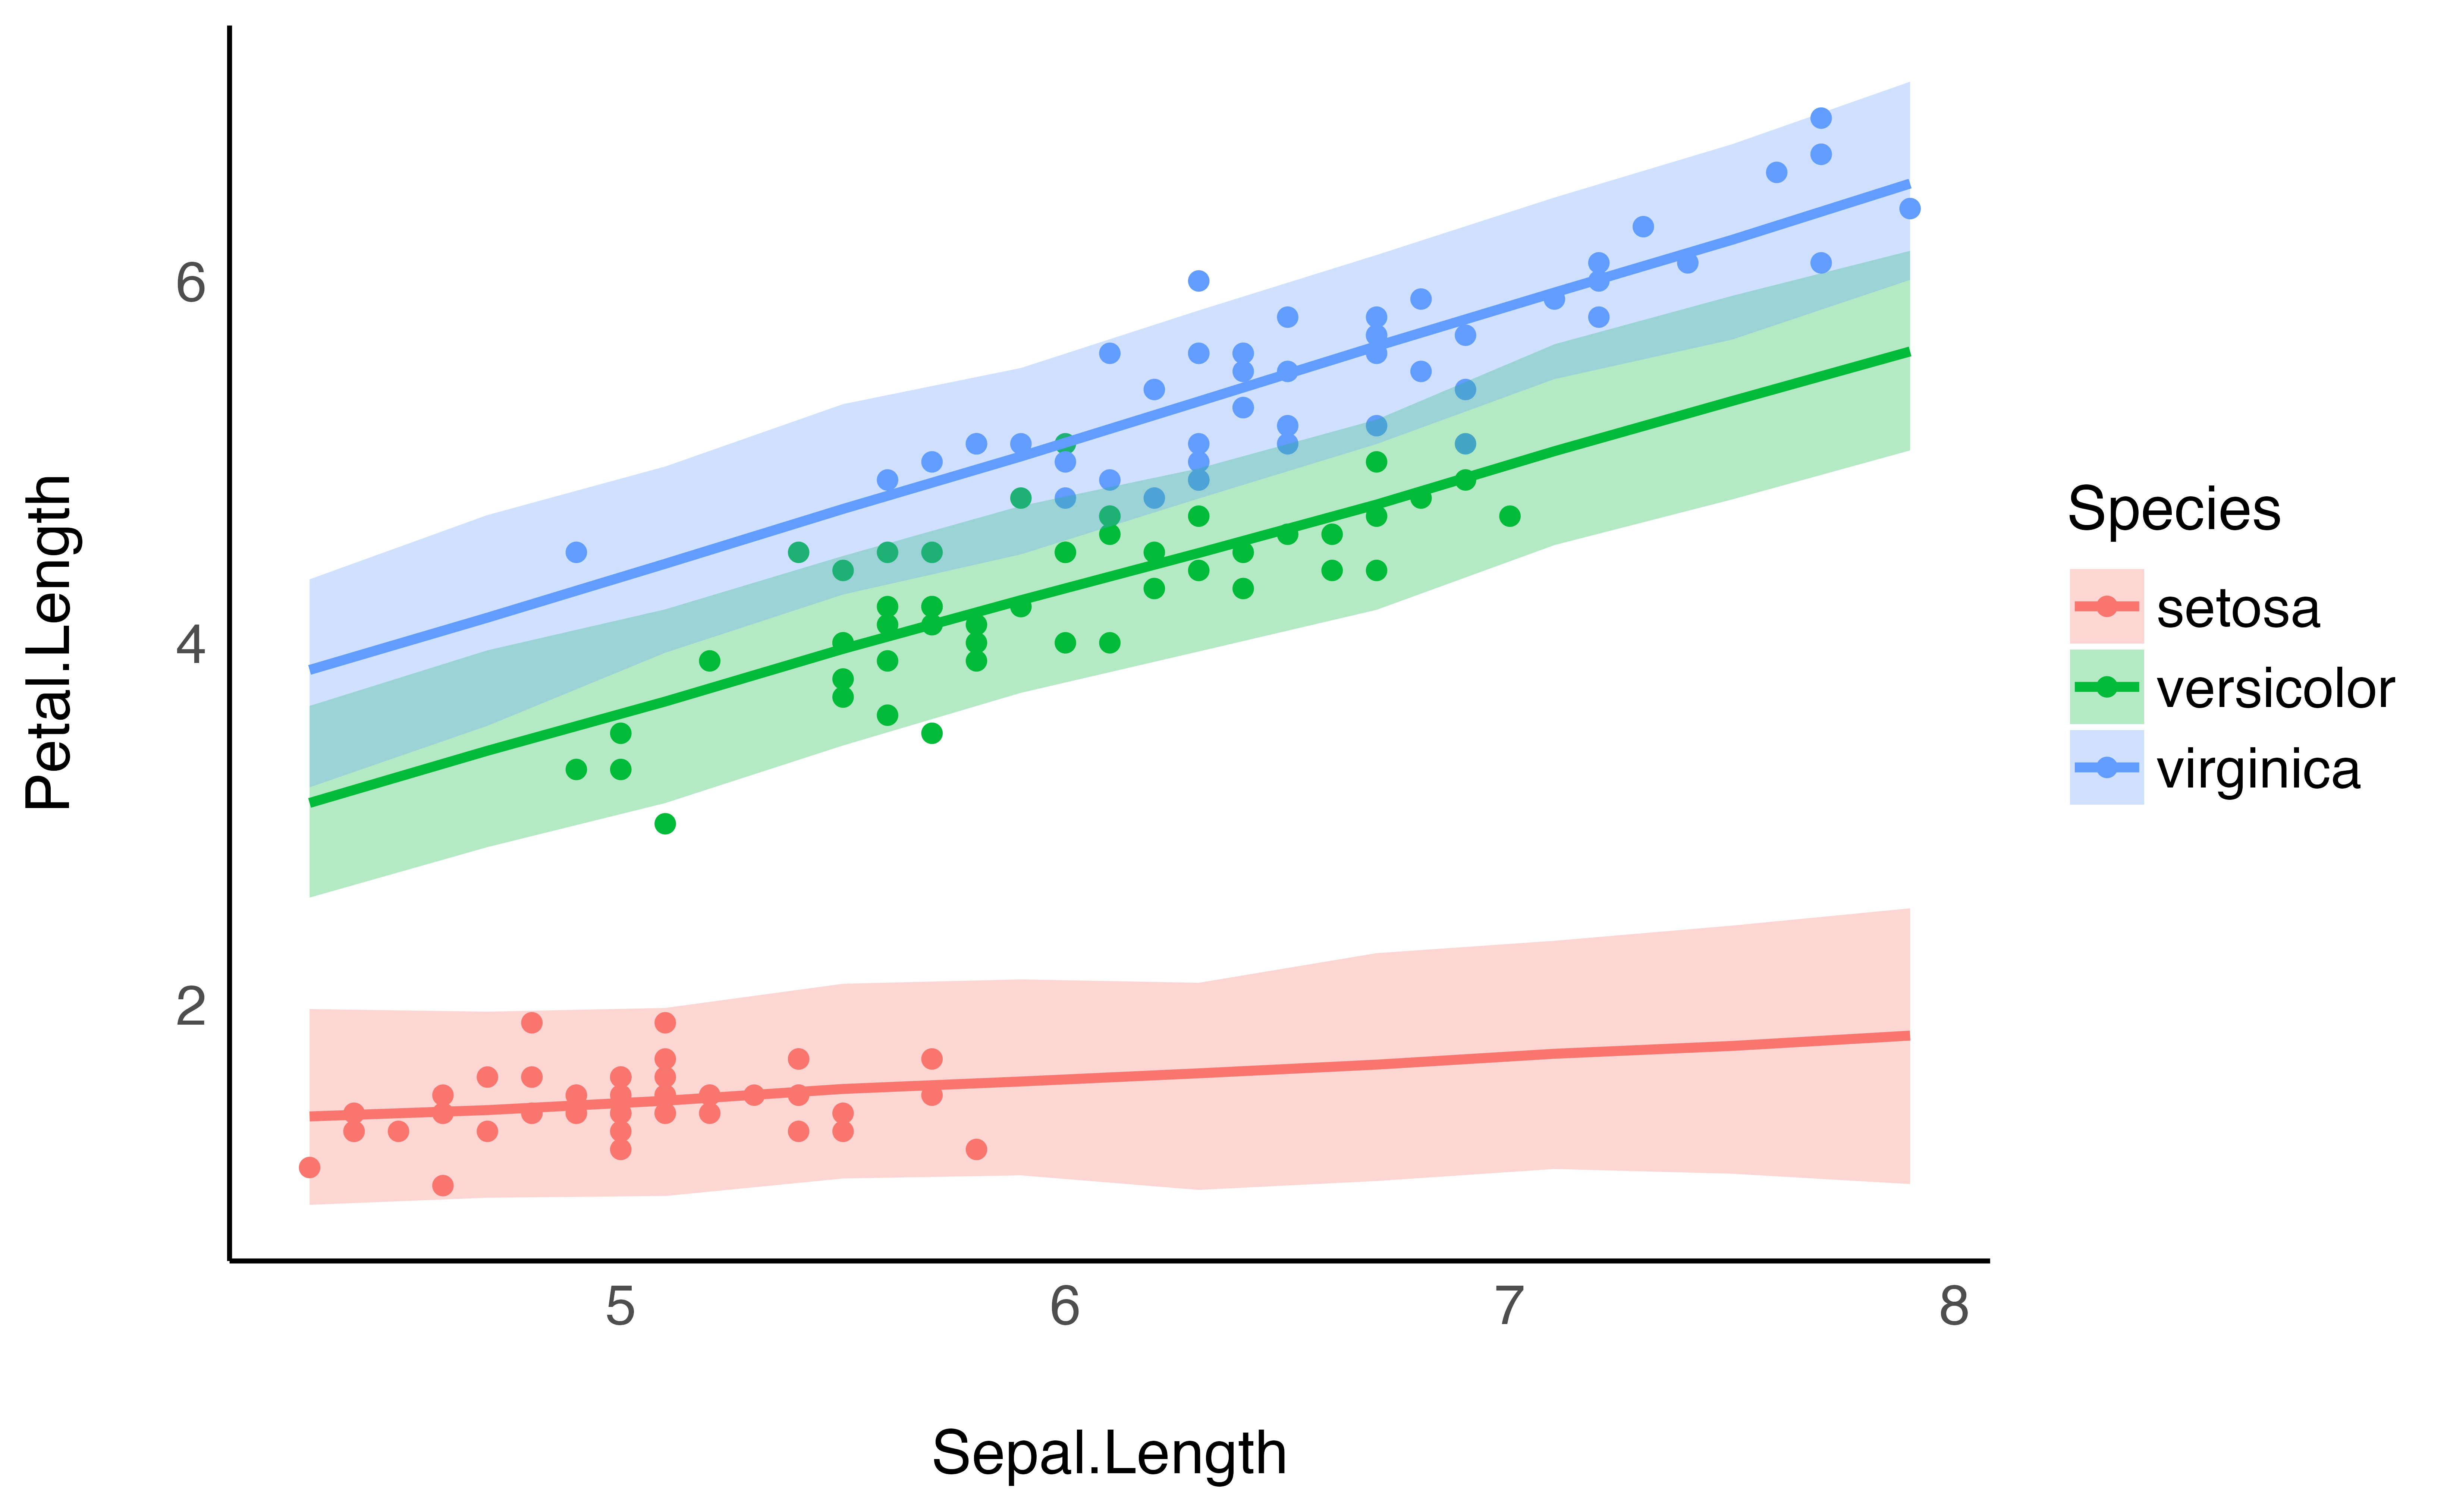 Petal.Length
6
4
2
5 6 7 8
Sepal.Length
Species
setosa
versicolor
virginica